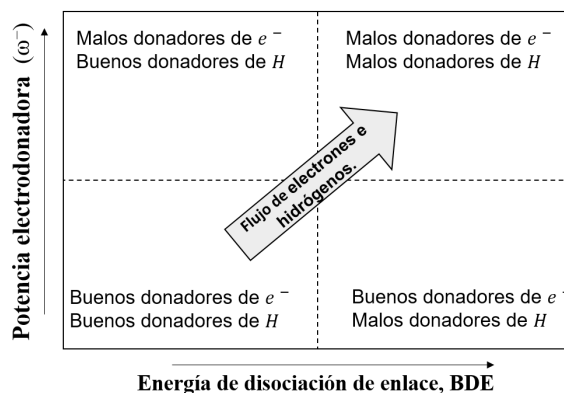 Potencia electrodonadora (ω⁻)
Malos donadores de e⁻
Buenos donadores de H
Malos donadores de e⁻
Malos donadores de H
Flujo de electrones e
hidrógenos.
Buenos donadores de e⁻
Buenos donadores de H
Buenos donadores de e⁻
Malos donadores de H
Energía de disociación de enlace, BDE